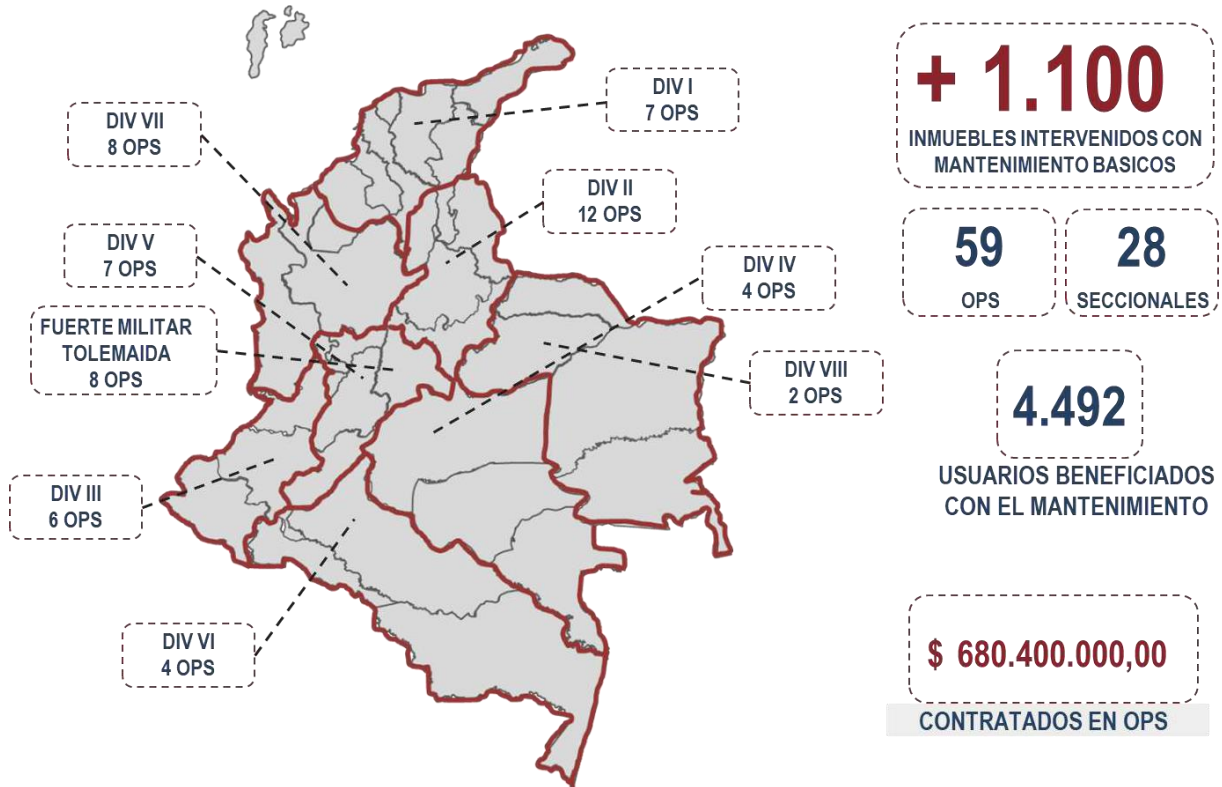 DIV I
7 OPS
DIV VII
8 OPS
DIV II
12 OPS
DIV V
7 OPS
DIV IV
4 OPS
FUERTE MILITAR
TOLEMAIDA
8 OPS
DIV VIII
2 OPS
DIV III
6 OPS
DIV VI
4 OPS
+ 1.100
INMUEBLES INTERVENIDOS CON
MANTENIMIENTO BASICOS
59
OPS
28
SECCIONALES
4.492
USUARIOS BENEFICIADOS
CON EL MANTENIMIENTO
$ 680.400.000,00
CONTRATADOS EN OPS